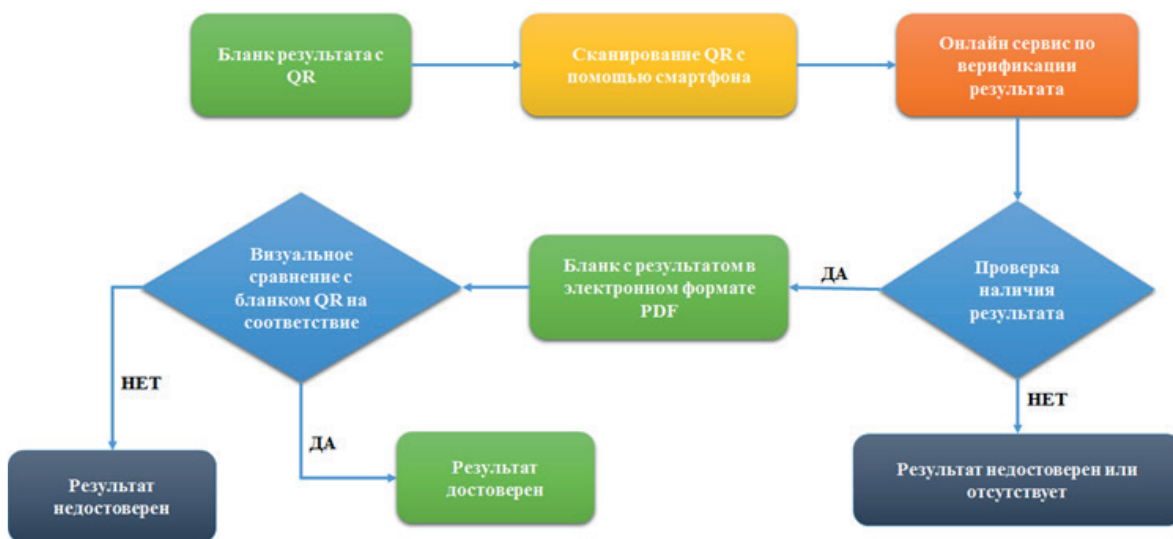 Бланк результата с
QR
Сканирование QR с
помощью смартфона
Онлайн сервис по
верификации
результата
Визуальное
сравнение с
бланком QR на
соответствие
Бланк с результатом в
электронном формате
PDF
ДА
Проверка
наличия
результата
НЕТ
ДА
НЕТ
Результат
недостоверен
Результат
достоверен
Результат недостоверен или
отсутствует